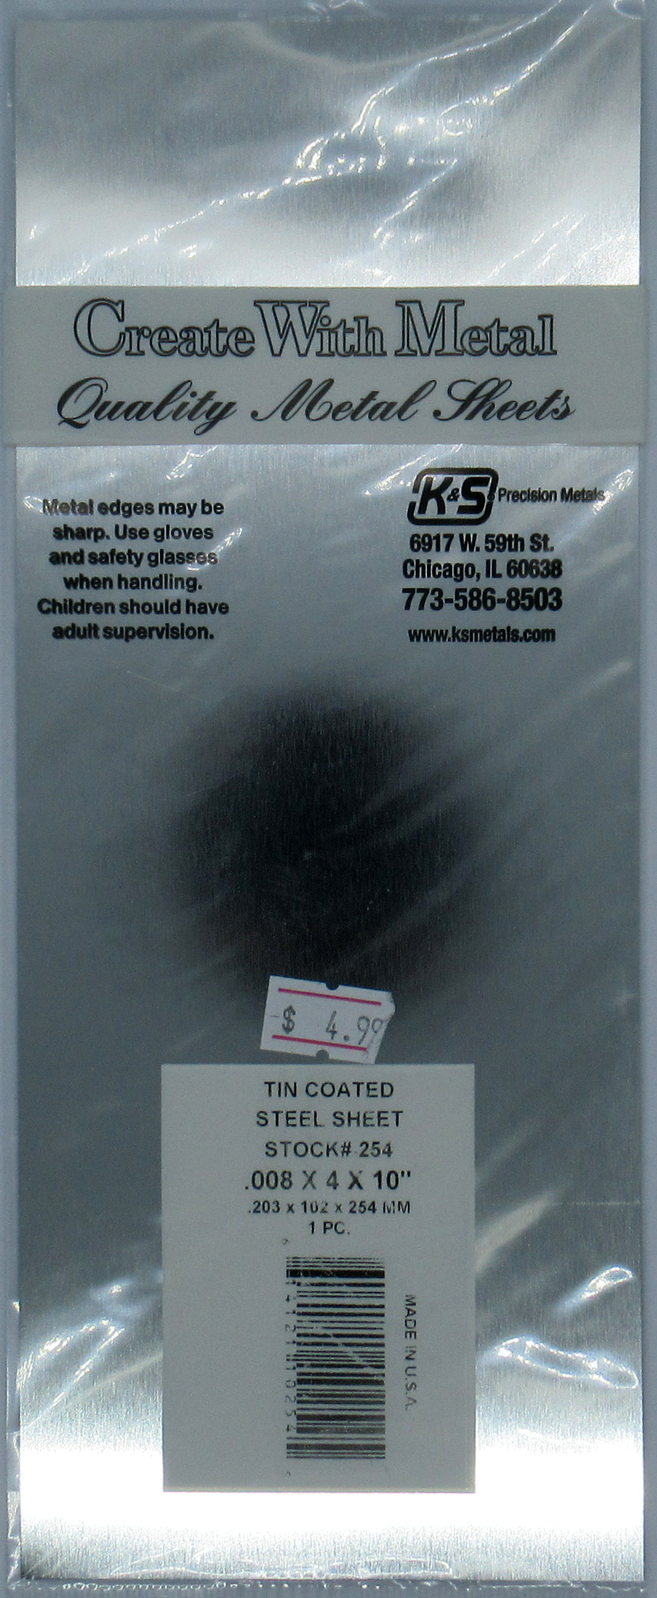 Create With Metal
Quality Metal Sheets
Metal edges may be
sharp. Use gloves
and safety glasses
when handling.
Children should have
adult supervision.
K&S Precision Metals
6917 W. 59th St.
Chicago, IL 60638
773-586-8503
www.ksmetals.com
$ 4.99
TIN COATED
STEEL SHEET
STOCK# 254
.008 X 4 X 10"
.203 x 102 x 254 MM
1 PC.
MADE IN U.S.A.